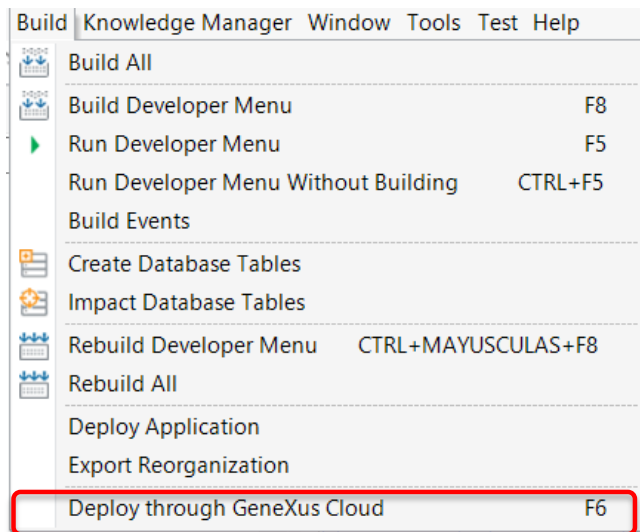 Build Knowledge Manager Window Tools Test Help
Build All
Build Developer Menu F8
Run Developer Menu F5
Run Developer Menu Without Building CTRL+F5
Build Events
Create Database Tables
Impact Database Tables
Rebuild Developer Menu CTRL+MAYUSCULAS+F8
Rebuild All
Deploy Application
Export Reorganization
Deploy through GeneXus Cloud F6